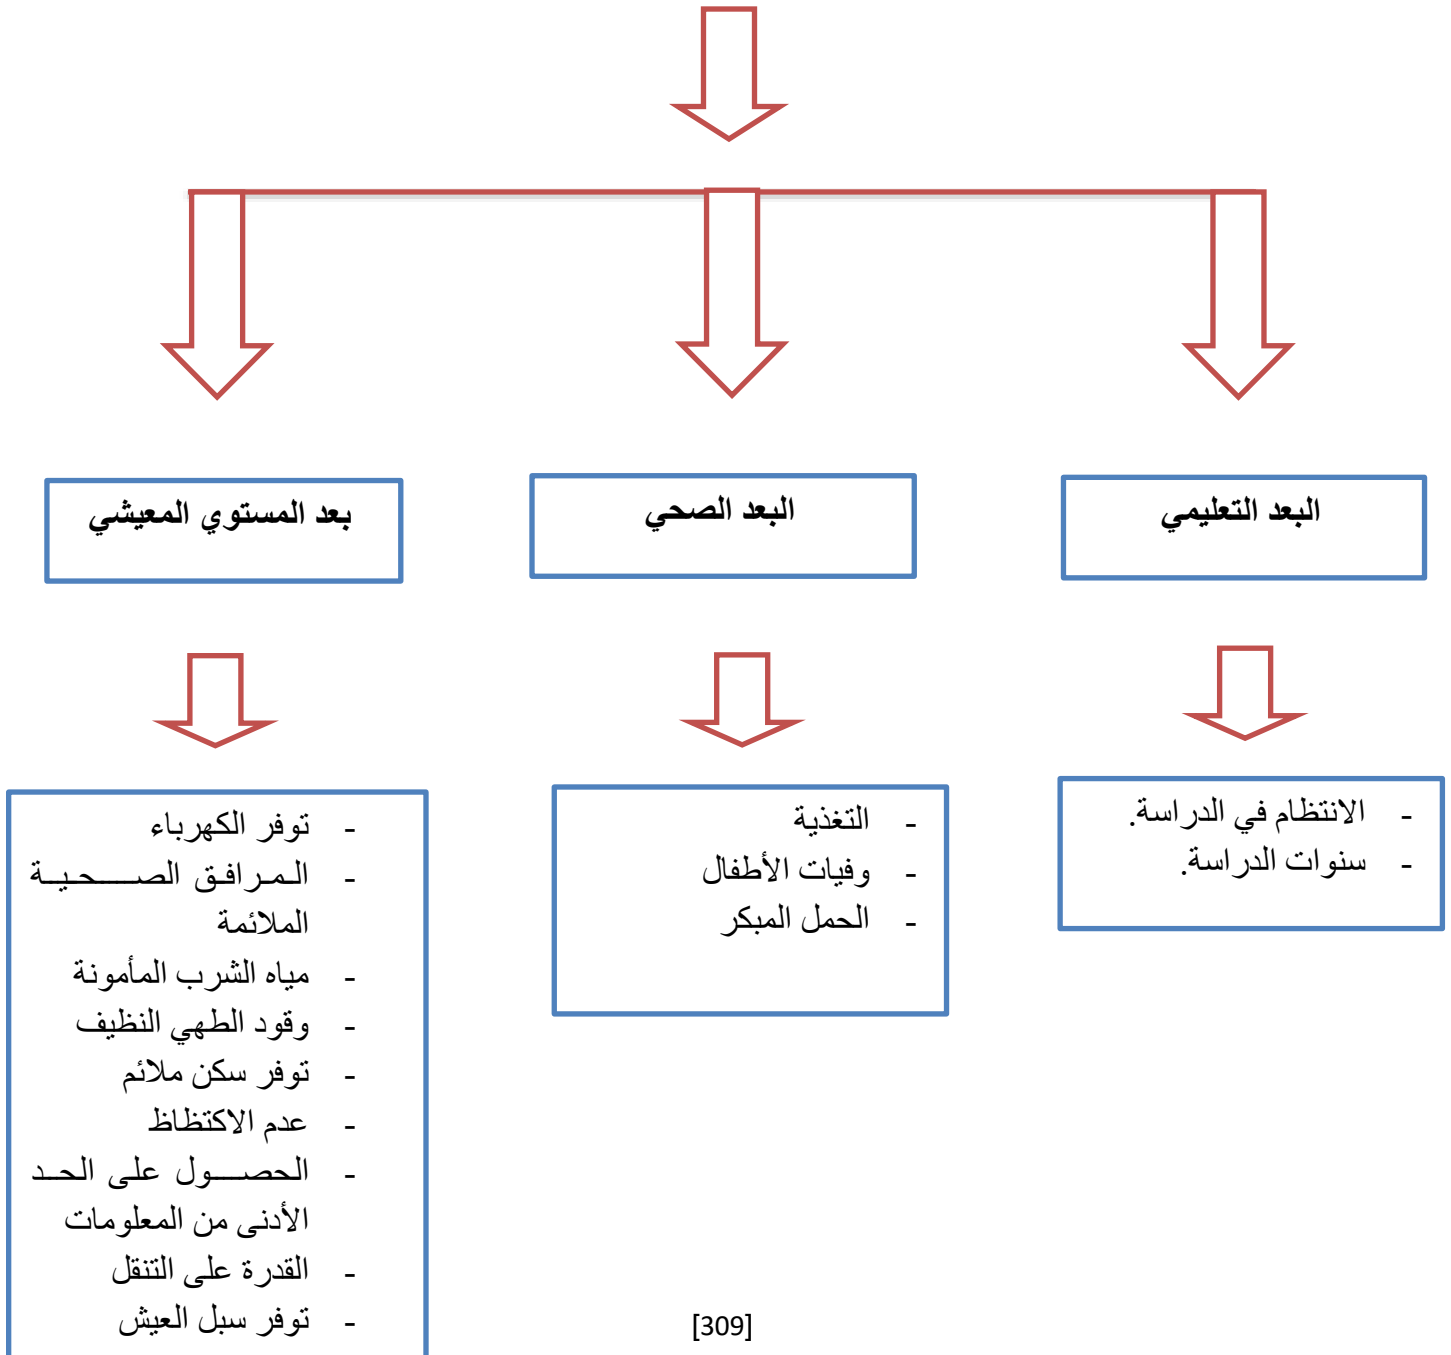 البعد التعليمي
البعد الصحي
بعد المستوي المعيشي
- الانتظام في الدراسة.
- سنوات الدراسة.
- التغذية
- وفيات الأطفال
- الحمل المبكر
- توفر الكهرباء
- المرافق الصحية
الملائمة
- مياه الشرب المأمونة
- وقود الطهي النظيف
- توفر سكن ملائم
- عدم الاكتظاظ
- الحصول على الحد
الأدنى من المعلومات
- القدرة على التنقل
- توفر سبل العيش
[309]